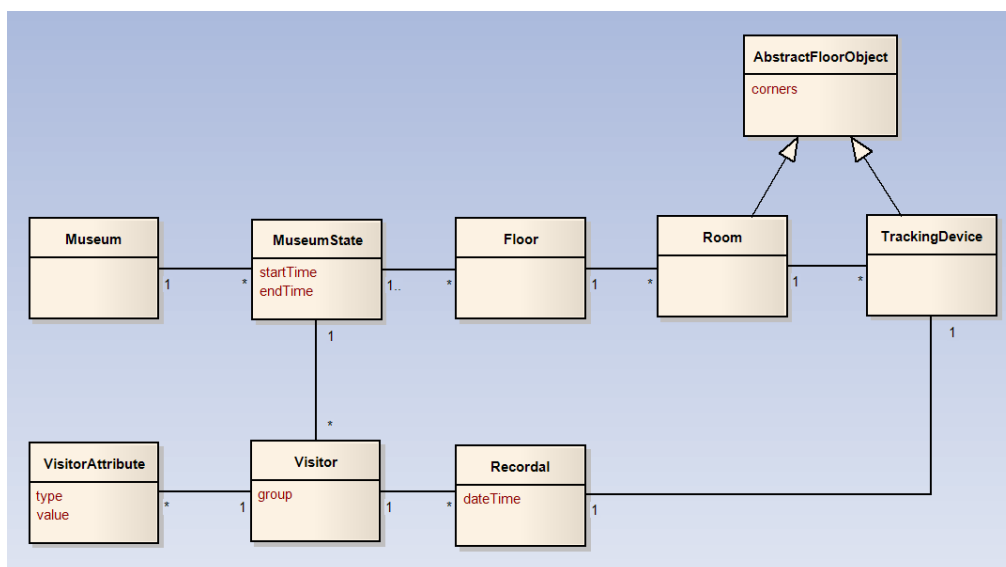 AbstractFloorObject
corners
Museum
MuseumState
startTime
endTime
Floor
Room
TrackingDevice
1
*
1..
*
1
*
1
*
1
*
1
VisitorAttribute
type
value
Visitor
group
Recordal
dateTime
*
1
1
*
1